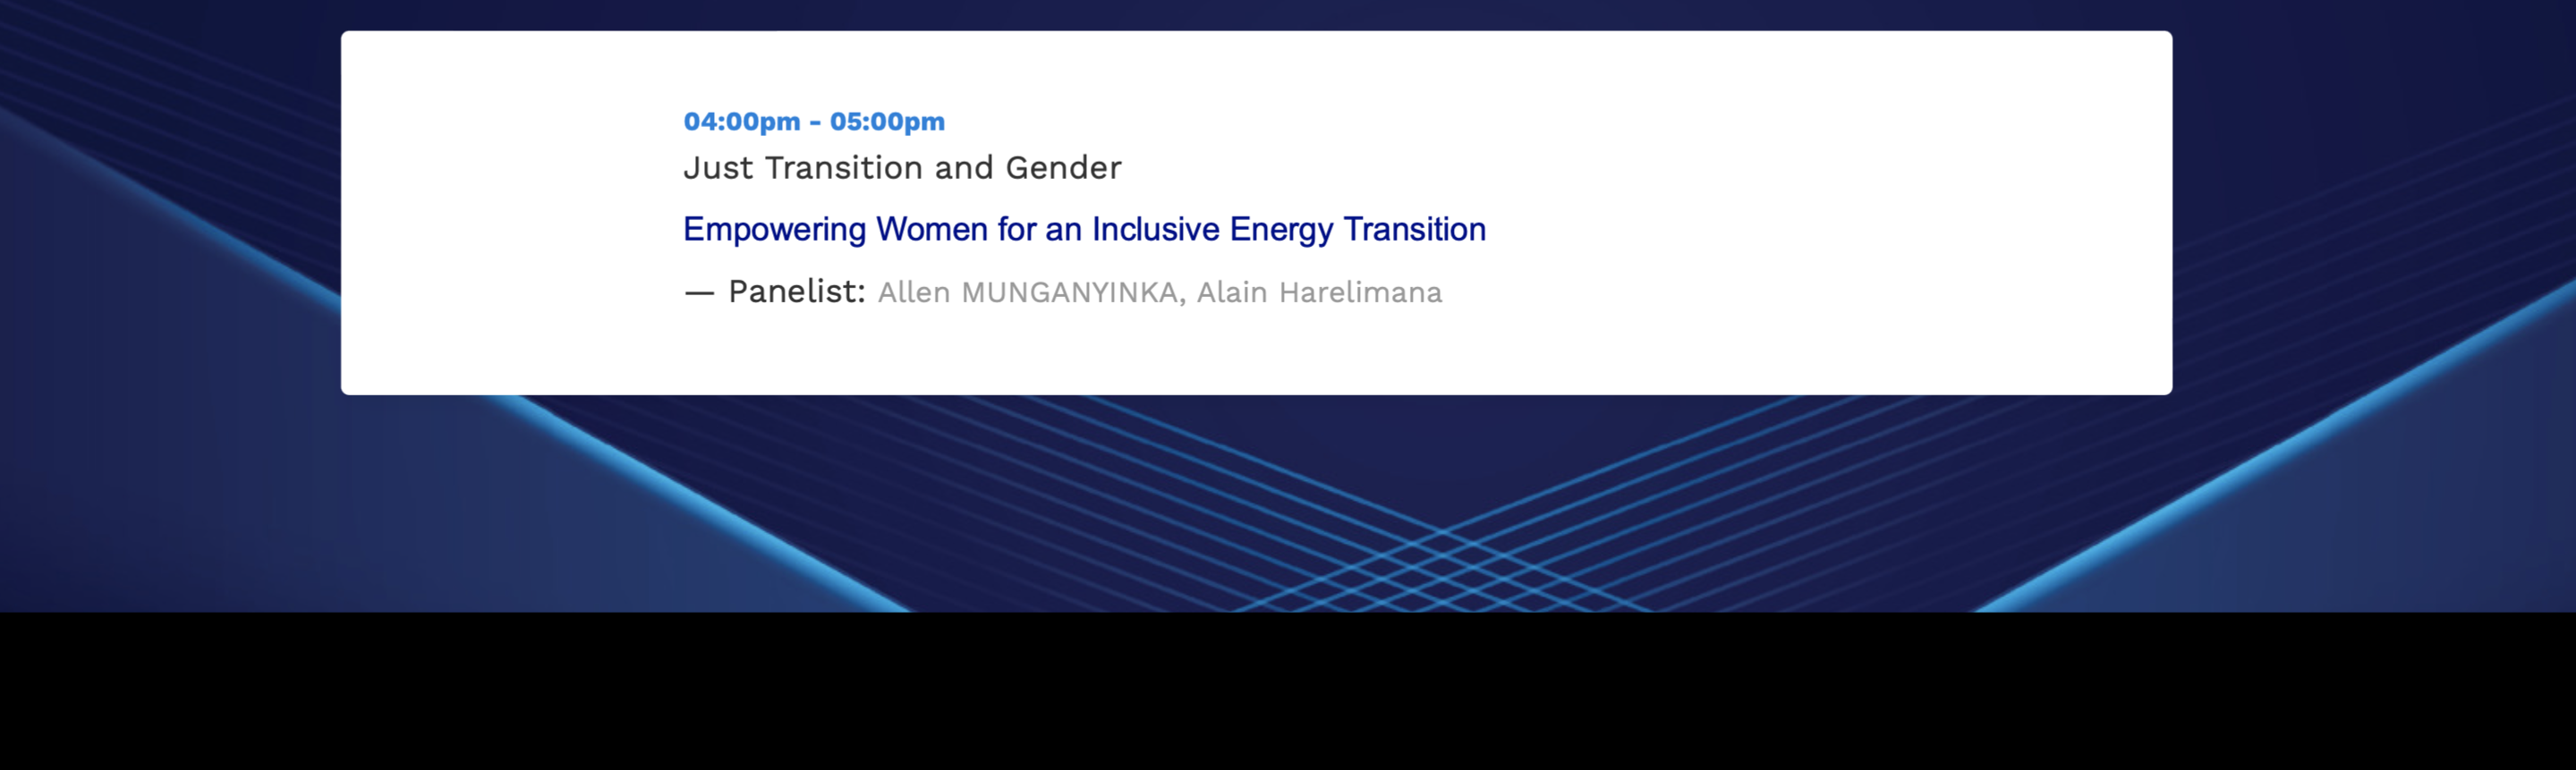 04:00pm - 05:00pm
Just Transition and Gender
Empowering Women for an Inclusive Energy Transition
— Panelist: Allen MUNGANYINKA, Alain Harelimana